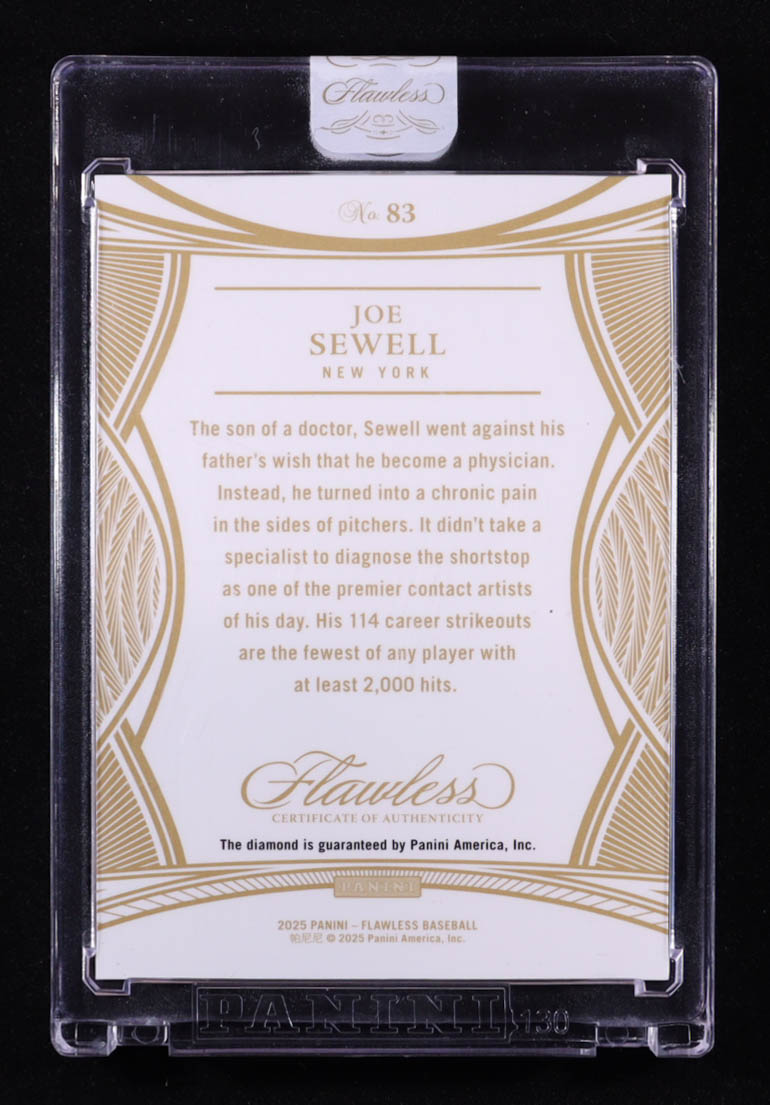 Flawless
No. 83
JOE
SEWELL
NEW YORK
The son of a doctor, Sewell went against his
father's wish that he become a physician.
Instead, he turned into a chronic pain
in the sides of pitchers. It didn't take a
specialist to diagnose the shortstop
as one of the premier contact artists
of his day. His 114 career strikeouts
are the fewest of any player with
at least 2,000 hits.
Flawless
CERTIFICATE OF AUTHENTICITY
The diamond is guaranteed by Panini America, Inc.
PANINI
2025 PANINI – FLAWLESS BASEBALL
帕尼尼 © 2025 Panini America, Inc.
PANINI 130